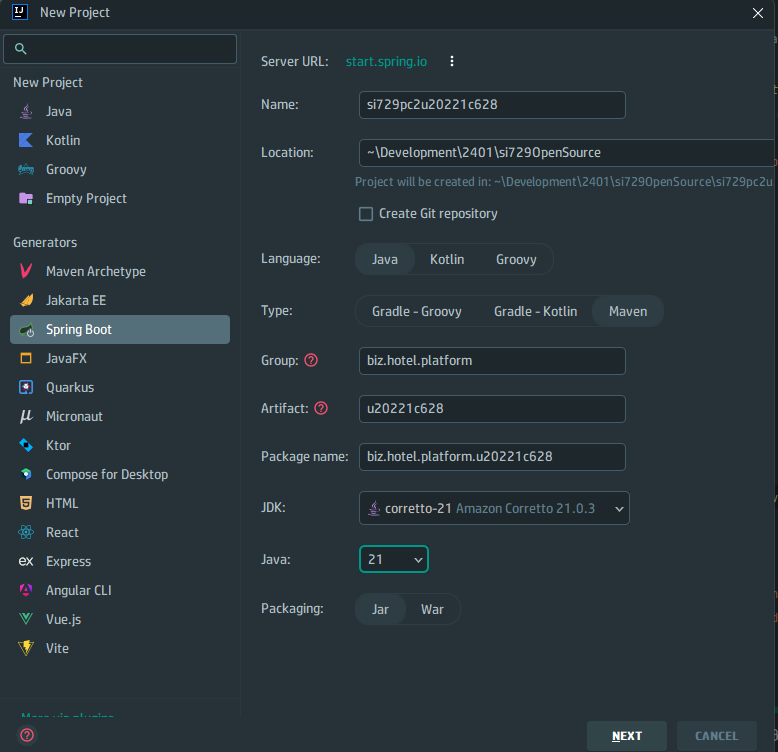 New Project
New Project
Java
Kotlin
Groovy
Empty Project
Generators
Maven Archetype
Jakarta EE
Spring Boot
JavaFX
Quarkus
Micronaut
Ktor
Compose for Desktop
HTML
React
Express
Angular CLI
Vue.js
Vite
More via plugins
Server URL: start.spring.io
Name: si729pc2u20221c628
Location: ~\Development\2401\si729OpenSource
Project will be created in: ~\Development\2401\si729OpenSource\si729pc2u
Create Git repository
Language: Java Kotlin Groovy
Type: Gradle - Groovy Gradle - Kotlin Maven
Group: biz.hotel.platform
Artifact: u20221c628
Package name: biz.hotel.platform.u20221c628
JDK: corretto-21 Amazon Corretto 21.0.3
Java: 21
Packaging: Jar War
NEXT CANCEL